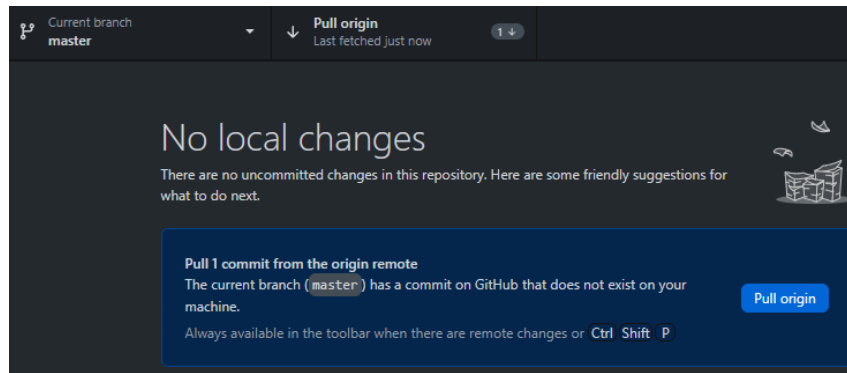 Current branch
master
Pull origin
Last fetched just now
1
No local changes
There are no uncommitted changes in this repository. Here are some friendly suggestions for
what to do next.
Pull 1 commit from the origin remote
The current branch ( master ) has a commit on GitHub that does not exist on your
machine.
Always available in the toolbar when there are remote changes or Ctrl Shift P
Pull origin